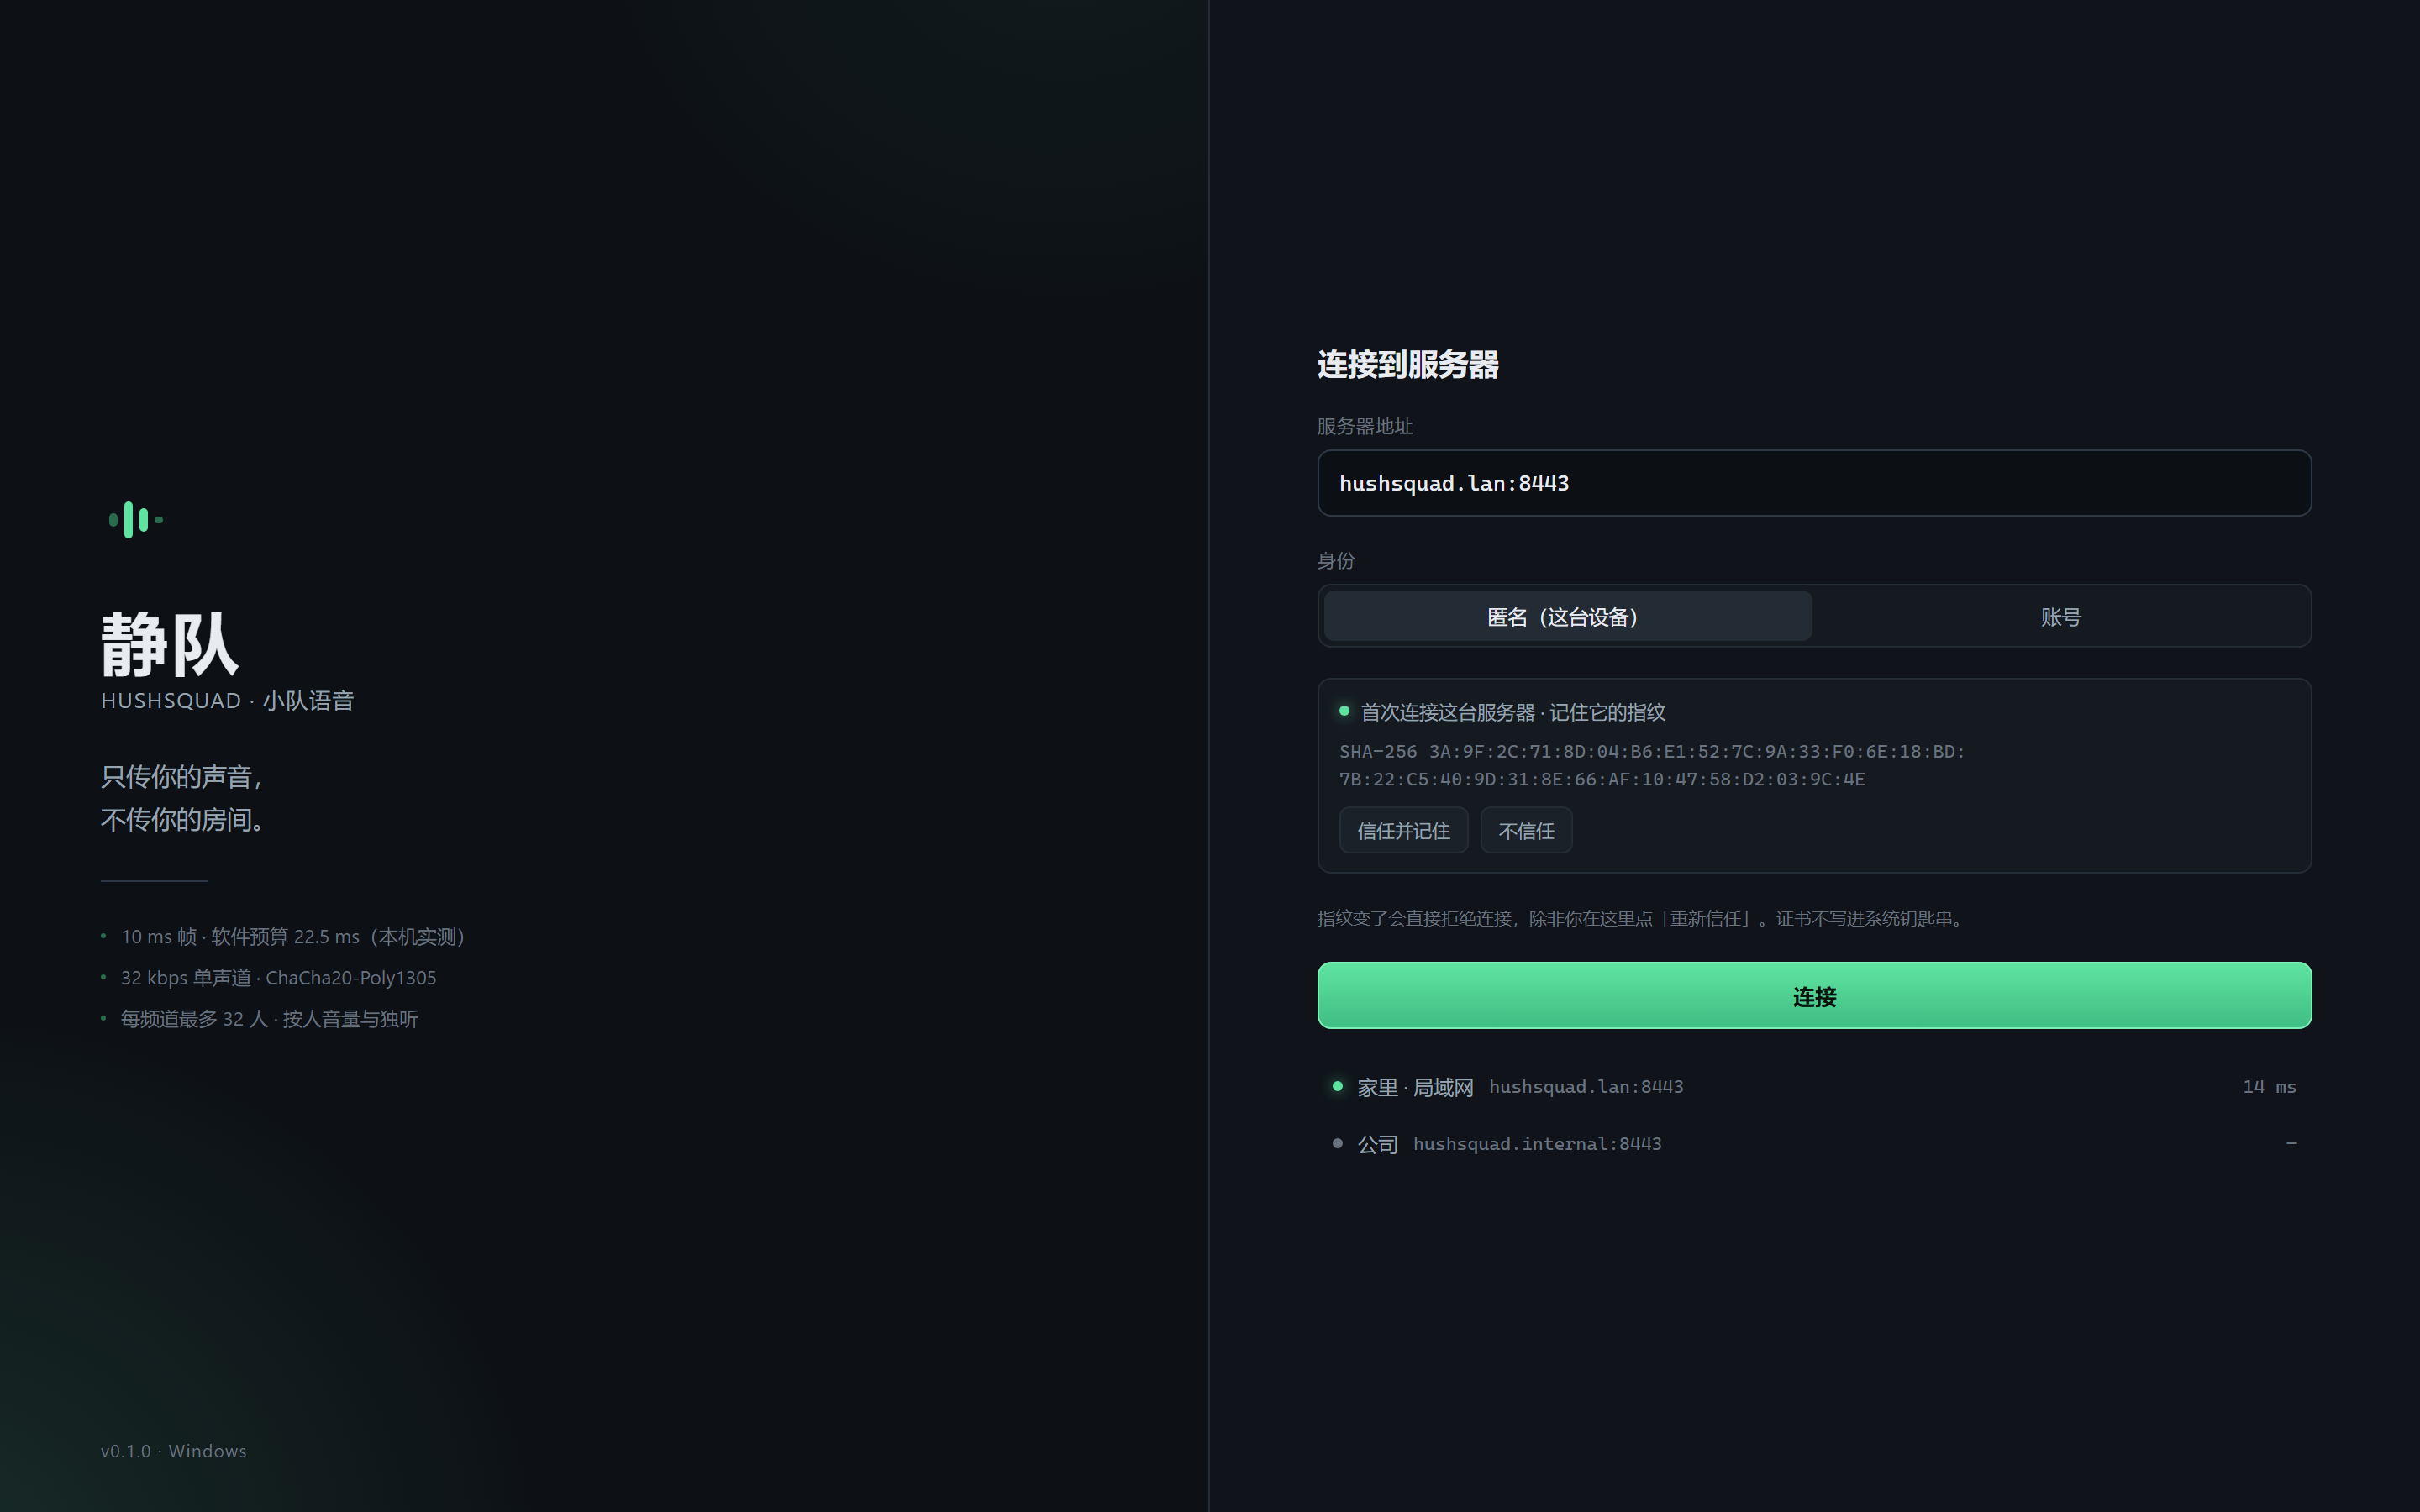 静队
HUSHSQUAD · 小队语音
只传你的声音，
不传你的房间。
10 ms 帧 · 软件预算 22.5 ms（本机实测）
32 kbps 单声道 · ChaCha20-Poly1305
每频道最多 32 人 · 按人音量与独听
v0.1.0 · Windows
连接到服务器
服务器地址
hushsquad.lan:8443
身份
匿名（这台设备）
账号
首次连接这台服务器 · 记住它的指纹
SHA-256 3A:9F:2C:71:8D:04:B6:E1:52:7C:9A:33:F0:6E:18:BD:
7B:22:C5:40:9D:31:8E:66:AF:10:47:58:D2:03:9C:4E
信任并记住
不信任
指纹变了会直接拒绝连接，除非你在这里点「重新信任」。证书不写进系统钥匙串。
连接
家里 · 局域网 hushsquad.lan:8443 14 ms
公司 hushsquad.internal:8443 —